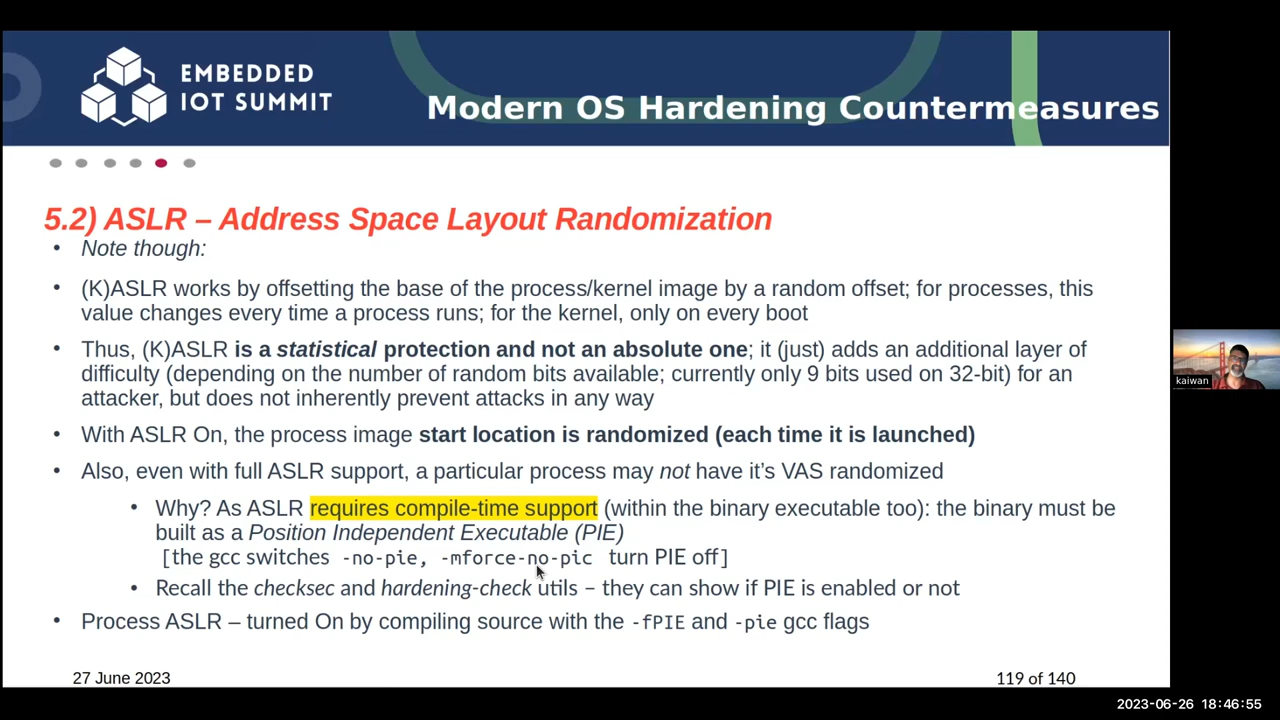 EMBEDDED
IOT SUMMIT
Modern OS Hardening Countermeasures
5.2) ASLR – Address Space Layout Randomization
• Note though:
• (K)ASLR works by offsetting the base of the process/kernel image by a random offset; for processes, this
value changes every time a process runs; for the kernel, only on every boot
• Thus, (K)ASLR is a statistical protection and not an absolute one; it (just) adds an additional layer of
difficulty (depending on the number of random bits available; currently only 9 bits used on 32-bit) for an
attacker, but does not inherently prevent attacks in any way
• With ASLR On, the process image start location is randomized (each time it is launched)
• Also, even with full ASLR support, a particular process may not have it’s VAS randomized
• Why? As ASLR requires compile-time support (within the binary executable too): the binary must be
built as a Position Independent Executable (PIE)
[the gcc switches -no-pie, -mforce-no-pic turn PIE off]
• Recall the checksec and hardening-check utils – they can show if PIE is enabled or not
• Process ASLR – turned On by compiling source with the -fPIE and -pie gcc flags
27 June 2023
119 of 140
kaiwan
2023-06-26 18:46:55